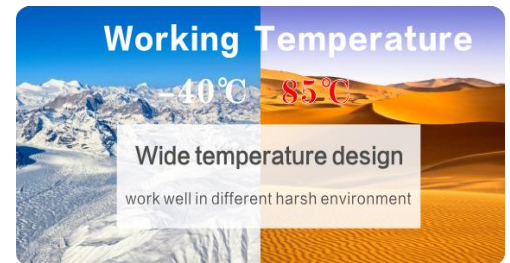 Working Temperature
40℃ 85℃
Wide temperature design
work well in different harsh environment